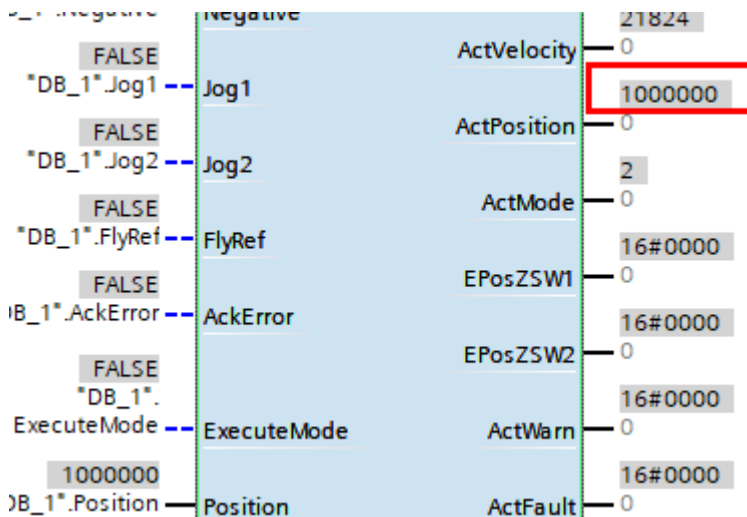 Negative
21824
ActVelocity
0
FALSE
"DB_1".Jog1
Jog1
1000000
ActPosition
0
FALSE
"DB_1".Jog2
Jog2
2
ActMode
0
FALSE
"DB_1".FlyRef
FlyRef
16#0000
EPosZSW1
0
FALSE
B_1".AckError
AckError
16#0000
EPosZSW2
0
FALSE
"DB_1".
ExecuteMode
ExecuteMode
16#0000
ActWarn
0
1000000
DB_1".Position
Position
16#0000
ActFault
0